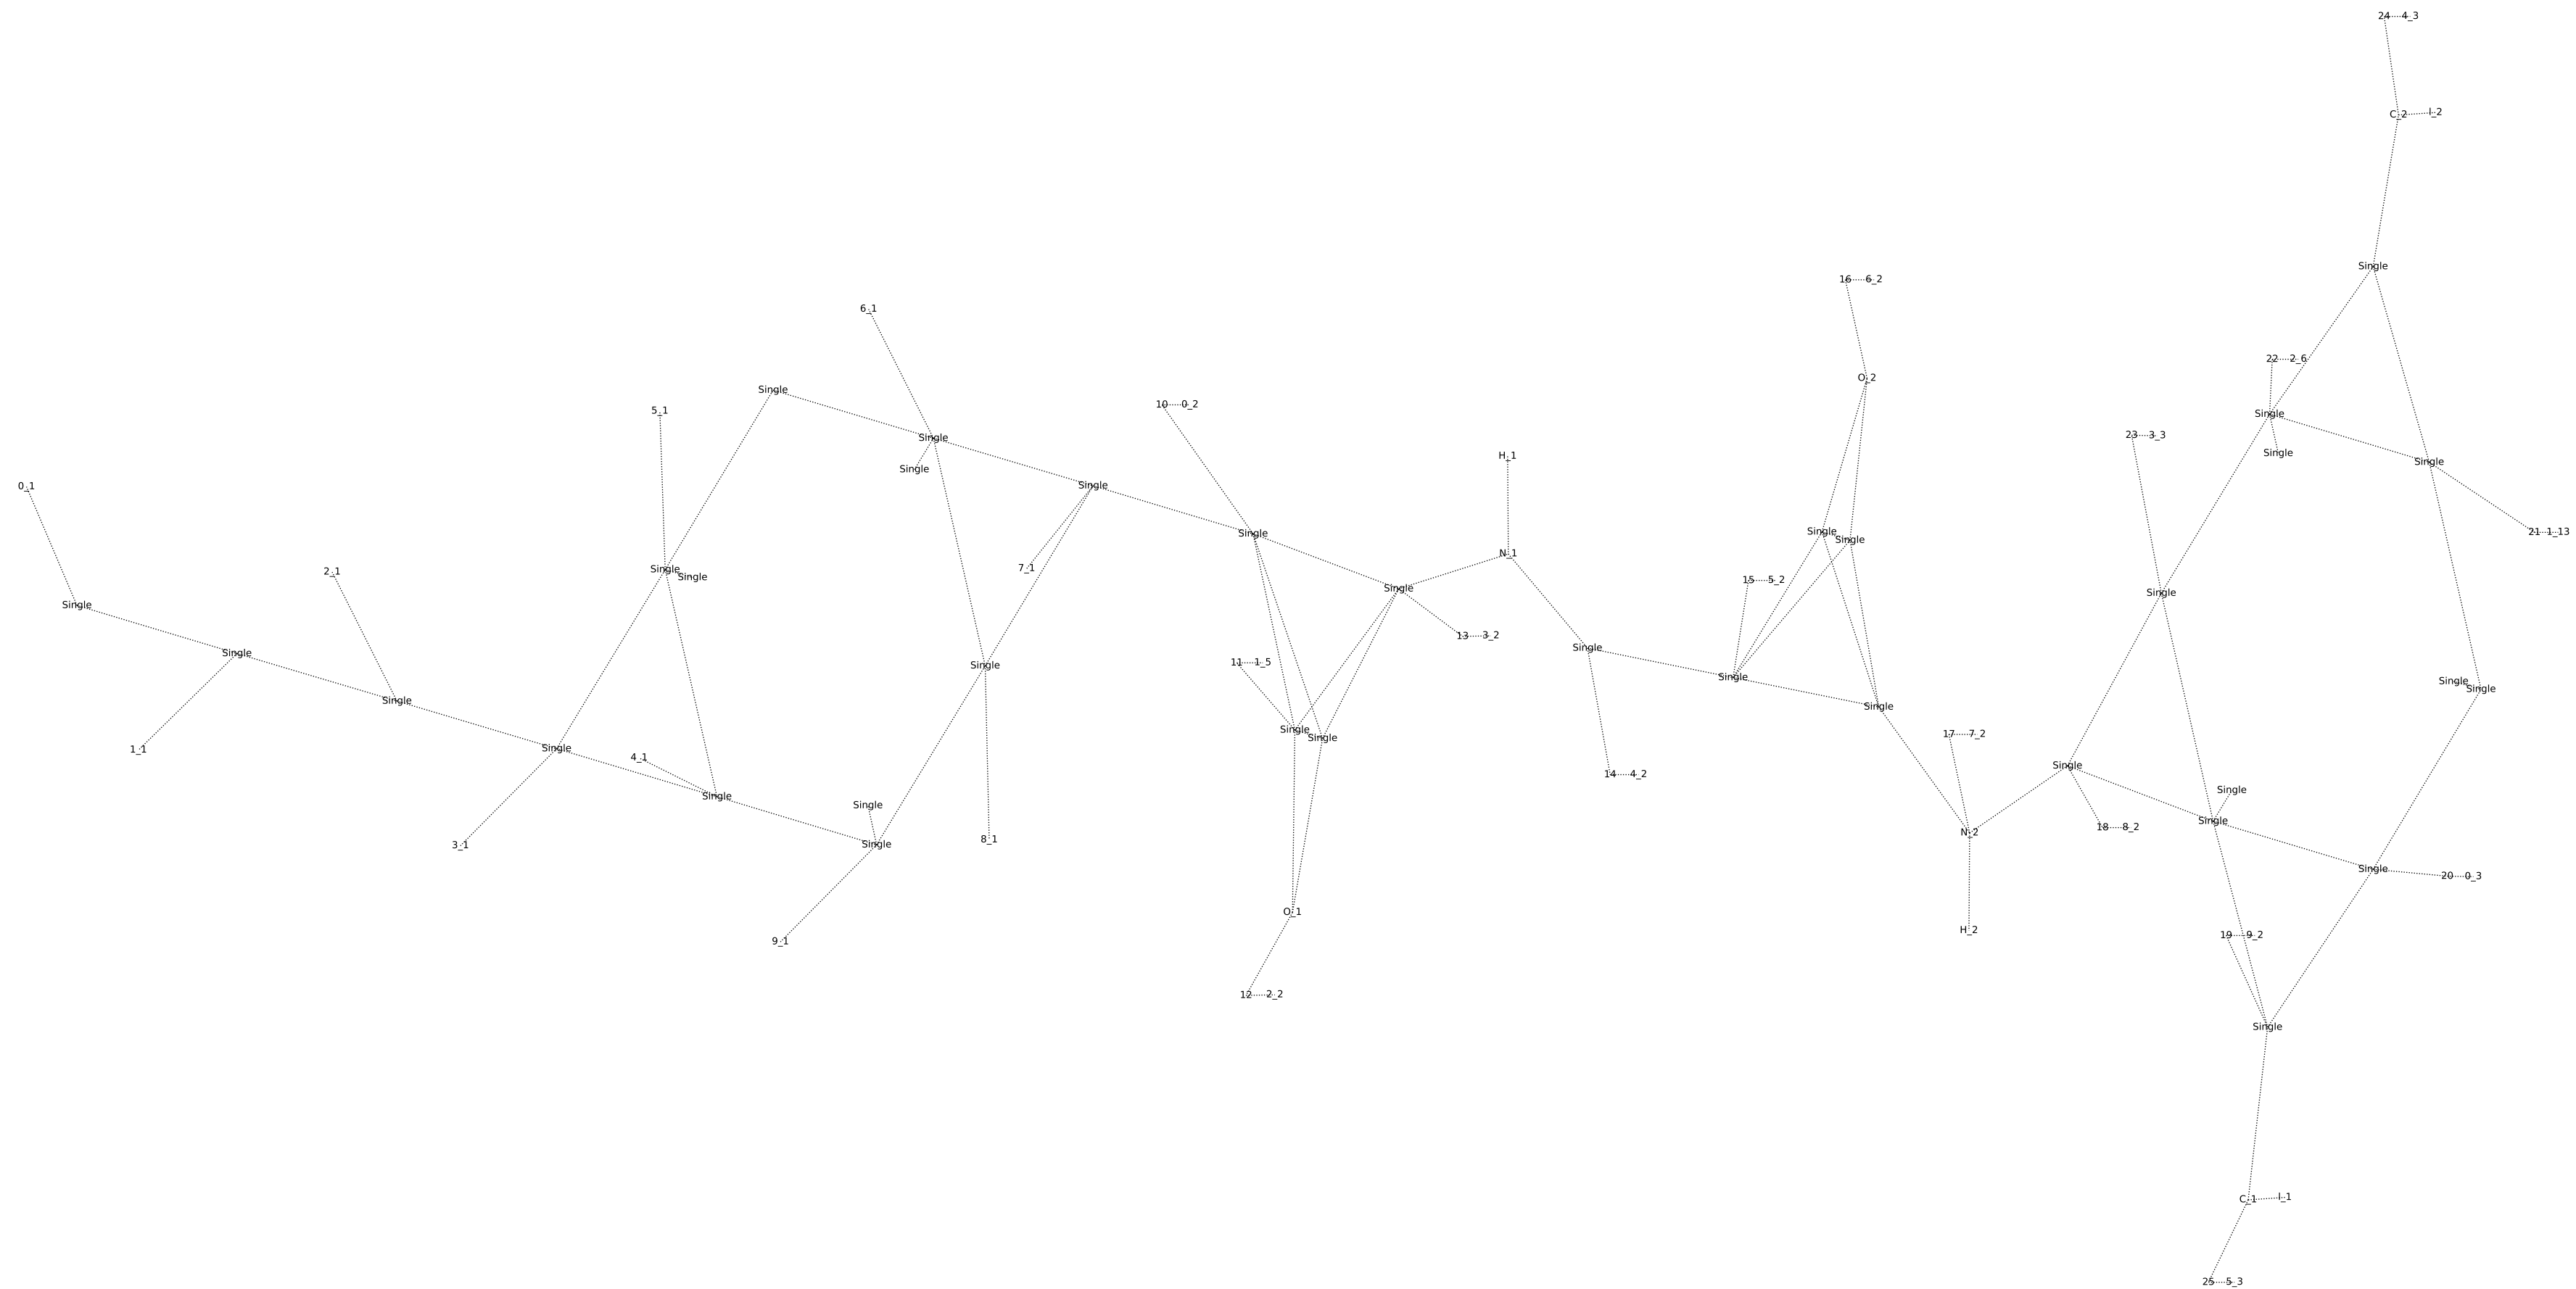 24 4_3
C_2 I_2
Single
16 6_2
6_1
22 2_6
O_2
Single
10 0_2
5_1
Single
23 3_3
Single
Single
H_1
Single
Single
Single
0_1
Single
21 1_13
Single
Single
Single
N_1
7_1
Single
2_1
Single
15 5_2
Single
Single
Single
13 3_2
Single
Single
11 1_5
Single
Single
Single
Single
Single
Single
Single
17 7_2
Single
Single
1_1
Single
4_1
14 4_2
Single
Single
Single
Single
18 8_2
N_2
8_1
Single
3_1
Single
20 0_3
O_1
H_2
19 9_2
9_1
12 2_2
Single
C_1 I_1
25 5_3